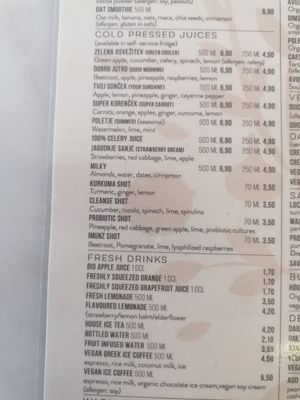 cocoa powder (allergen: soy, peanuts)
OAT SMOOTHIE 500 ML 6,90
Oat milk, banana, oats, mace, chia seeds, cinnamon
(allergen: gluten in oats)
COLD PRESSED JUICES
(available in self-service fridge)
ZELENA OSVEŽITEV (GREEN COOLER) 500 ML 6,90 250 ML 4,90
Green apple, cucumber, celery, spinach, lemon (allergen: celery)
DOBRO JUTRO (GOOD MORNING) 500 ML 6,90 250 ML 4,90
Beetroot, apple, pineapple, raspberries, lemon
TVOJ SONČEK (YOUR SUNSHINE) 500 ML 6,90 250 ML 4,90
Apple, lemon, pineapple, ginger, cayenne pepper
SUPER KORENČEK (SUPER CARROT) 500 ML 6,90 250 ML 4,90
Carrots, orange, apples, ginger, curcume, lemon
POLETJE (SUMMER) (seasonal) 500 ML 6,90 250 ML 4,90
Watermelon, lime, mint
100% CELERY JUICE 500 ML 6,90 250 ML 4,90
JAGODNJE SANJE (STRAWBERRY DREAM) 500 ML 6,90 250 ML 4,90
Strawberries, red cabbage, lime, apple
MILKY 500 ML 6,90 250 ML 4,90
Almonds, water, dates, cinnamon
KURKUMA SHOT 70 ML 3,50
Turmeric, ginger, lemon
CLEANSE SHOT 70 ML 3,50
Cucumber, rucola, spinach, lime, spirulina
PROBIOTIC SHOT 70 ML 3,50
Pineapple, red cabbage, green apple, lime, probiotic cultures
IMUNZ SHOT 70 ML 3,50
Beetroot, Pomegranate, lime, lyophilized raspberries
FRESH DRINKS
BIO APPLE JUICE 1 DCL 1,70
FRESHLY SQUEEZED ORANGE 1 DCL 1,70
FRESHLY SQUEEZED GRAPEFRUIT JUICE 1 DCL 1,70
FRESH LEMONADE 500 ML 3,50
FLAVOURED LEMONADE 500 ML 4,20
(strawberry/lemon balm/elderflower
HOUSE ICE TEA 500 ML 4,20
BOTTLED WATER 500 ML 2,10
FRUIT INFUSED WATER 500 ML 3,50
VEGAN GREEK ICE COFFEE 500 ML 4,50
espresso, rice milk, coconut milk, ice
VEGAN ICE COFFEE 500 ML 5,50
espresso, rice milk, organic chocolate ice cream, vegan soy cream
(allergen: soy)